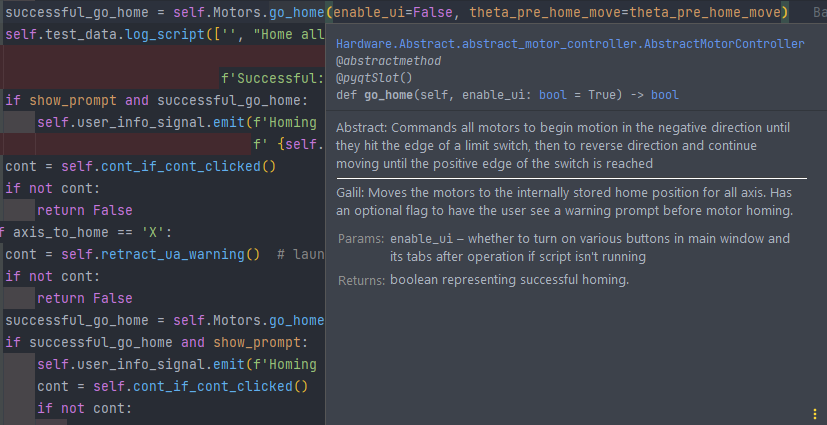 successful_go_home = self.Motors.go_home(enable_ui=False, theta_pre_home_move=theta_pre_home_move) Ba
self.test_data.log_script(['', "Home all
f'Successful:
if show_prompt and successful_go_home:
self.user_info_signal.emit(f'Homing
f' {self.
cont = self.cont_if_cont_clicked()
if not cont:
return False
f axis_to_home == 'X':
cont = self.retract_ua_warning()  # laun
if not cont:
return False
successful_go_home = self.Motors.go_home
if successful_go_home and show_prompt:
self.user_info_signal.emit(f'Homing
cont = self.cont_if_cont_clicked()
if not cont:
Hardware.Abstract.abstract_motor_controller.AbstractMotorController
@abstractmethod
@pyqtSlot()
def go_home(self, enable_ui: bool = True) -> bool
Abstract: Commands all motors to begin motion in the negative direction until
they hit the edge of a limit switch, then to reverse direction and continue
moving until the positive edge of the switch is reached
Galil: Moves the motors to the internally stored home position for all axis. Has
an optional flag to have the user see a warning prompt before motor homing.
Params: enable_ui – whether to turn on various buttons in main window and
its tabs after operation if script isn't running
Returns: boolean representing successful homing.